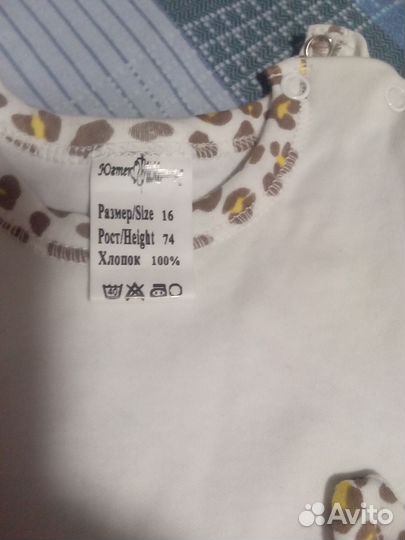 Размер/Size 16
Рост/Height 74
Хлопок 100%
Avito